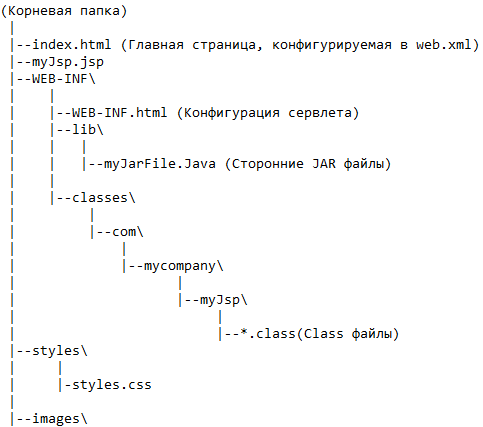 (Корневая папка)
|
|--index.html (Главная страница, конфигурируемая в web.xml)
|--myJsp.jsp
|--WEB-INF\
|    |
|    |--WEB-INF.html (Конфигурация сервлета)
|    |--lib\
|    |   |
|    |   |--myJarFile.Java (Сторонние JAR файлы)
|    |
|    |--classes\
|         |
|         |--com\
|             |
|             |--mycompany\
|                    |
|                    |--myJsp\
|                         |
|                         |--*.class(Class файлы)
|--styles\
|     |
|     |-styles.css
|
|--images\